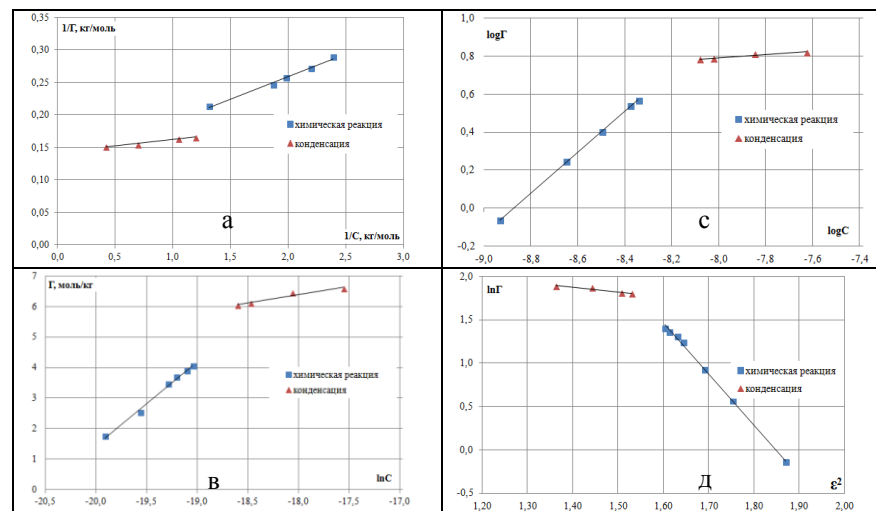 1/Г, кг/моль
0,35
0,30
0,25
0,20
0,15
0,10
0,05
0,00
0,0 0,5 1,0 1,5 2,0 2,5 3,0
1/С, кг/моль
химическая реакция
конденсация
а
logГ
1,0
0,8
0,6
0,4
0,2
0,0
-0,2
-9,0 -8,8 -8,6 -8,4 -8,2 -8,0 -7,8 -7,6 -7,4
logC
химическая реакция
конденсация
с
Г, моль/кг
7
6
5
4
3
2
1
0
-20,5 -20,0 -19,5 -19,0 -18,5 -18,0 -17,5 -17,0
lnC
химическая реакция
конденсация
в
lnГ
2,0
1,5
1,0
0,5
0,0
-0,5
1,20 1,30 1,40 1,50 1,60 1,70 1,80 1,90 2,00
ε²
химическая реакция
конденсация
д